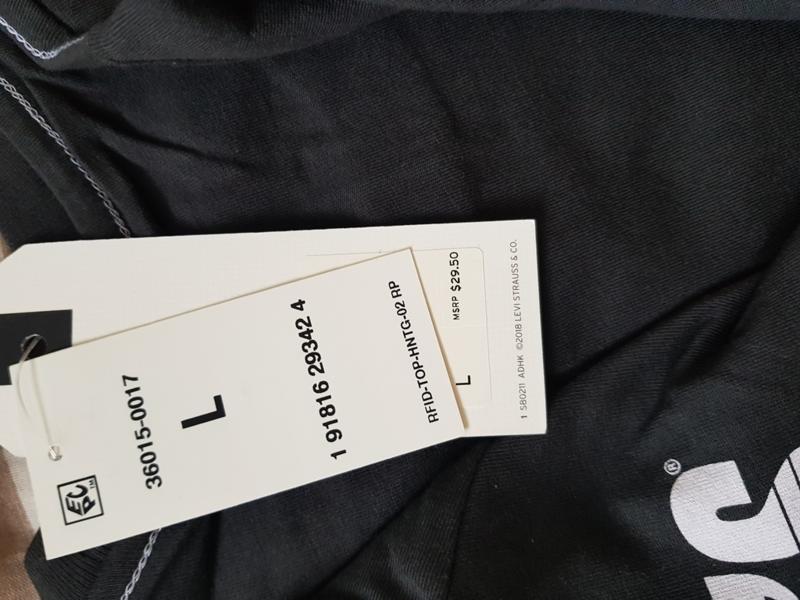 EPC
TM
36015-0017
L
1 91816 29342 4
RFID-TOP-HNTG-02 RP
MSRP $29.50
L
1 580211 ADHK ©2018 LEVI STRAUSS & CO.
®